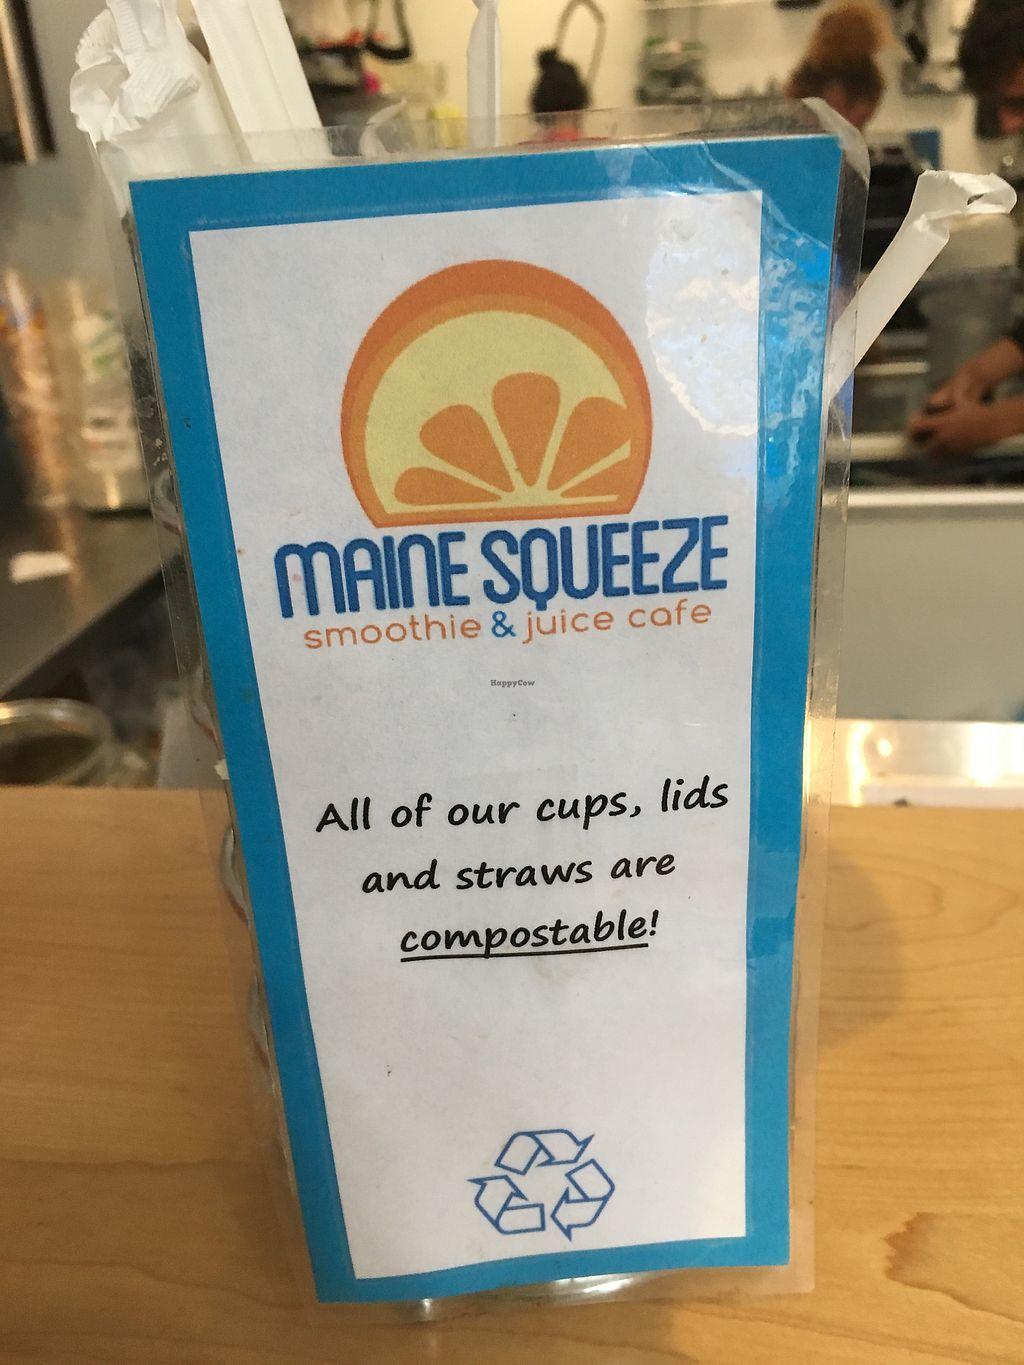 MAINE SQUEEZE
smoothie & juice cafe
HappyCow
All of our cups, lids
and straws are
compostable!